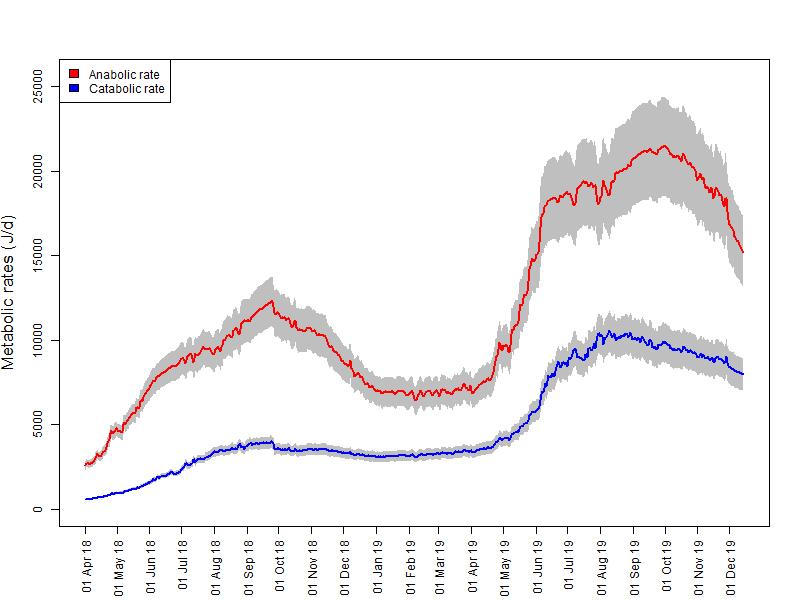 Anabolic rate
Catabolic rate
Metabolic rates (J/d)
25000
20000
15000
10000
5000
0
01 Apr 18
01 May 18
01 Jun 18
01 Jul 18
01 Aug 18
01 Sep 18
01 Oct 18
01 Nov 18
01 Dec 18
01 Jan 19
01 Feb 19
01 Mar 19
01 Apr 19
01 May 19
01 Jun 19
01 Jul 19
01 Aug 19
01 Sep 19
01 Oct 19
01 Nov 19
01 Dec 19